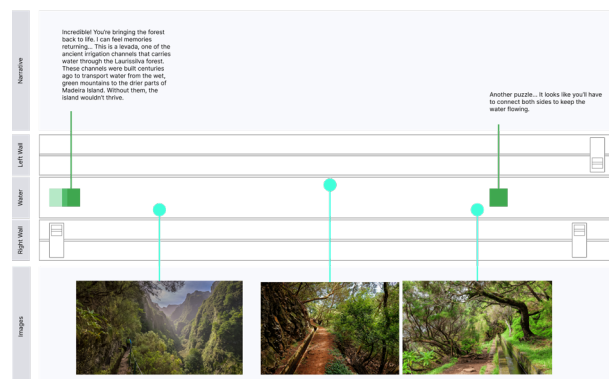 Narrative
Incredible! You're bringing the forest
back to life. I can feel memories
returning... This is a levada, one of the
ancient irrigation channels that carries
water through the Laurissilva forest.
These channels were built centuries
ago to transport water from the wet,
green mountains to the drier parts of
Madeira Island. Without them, the
island wouldn't thrive.
Another puzzle... It looks like you'll have
to connect both sides to keep the
water flowing.
Left Wall
Water
Right Wall
Images